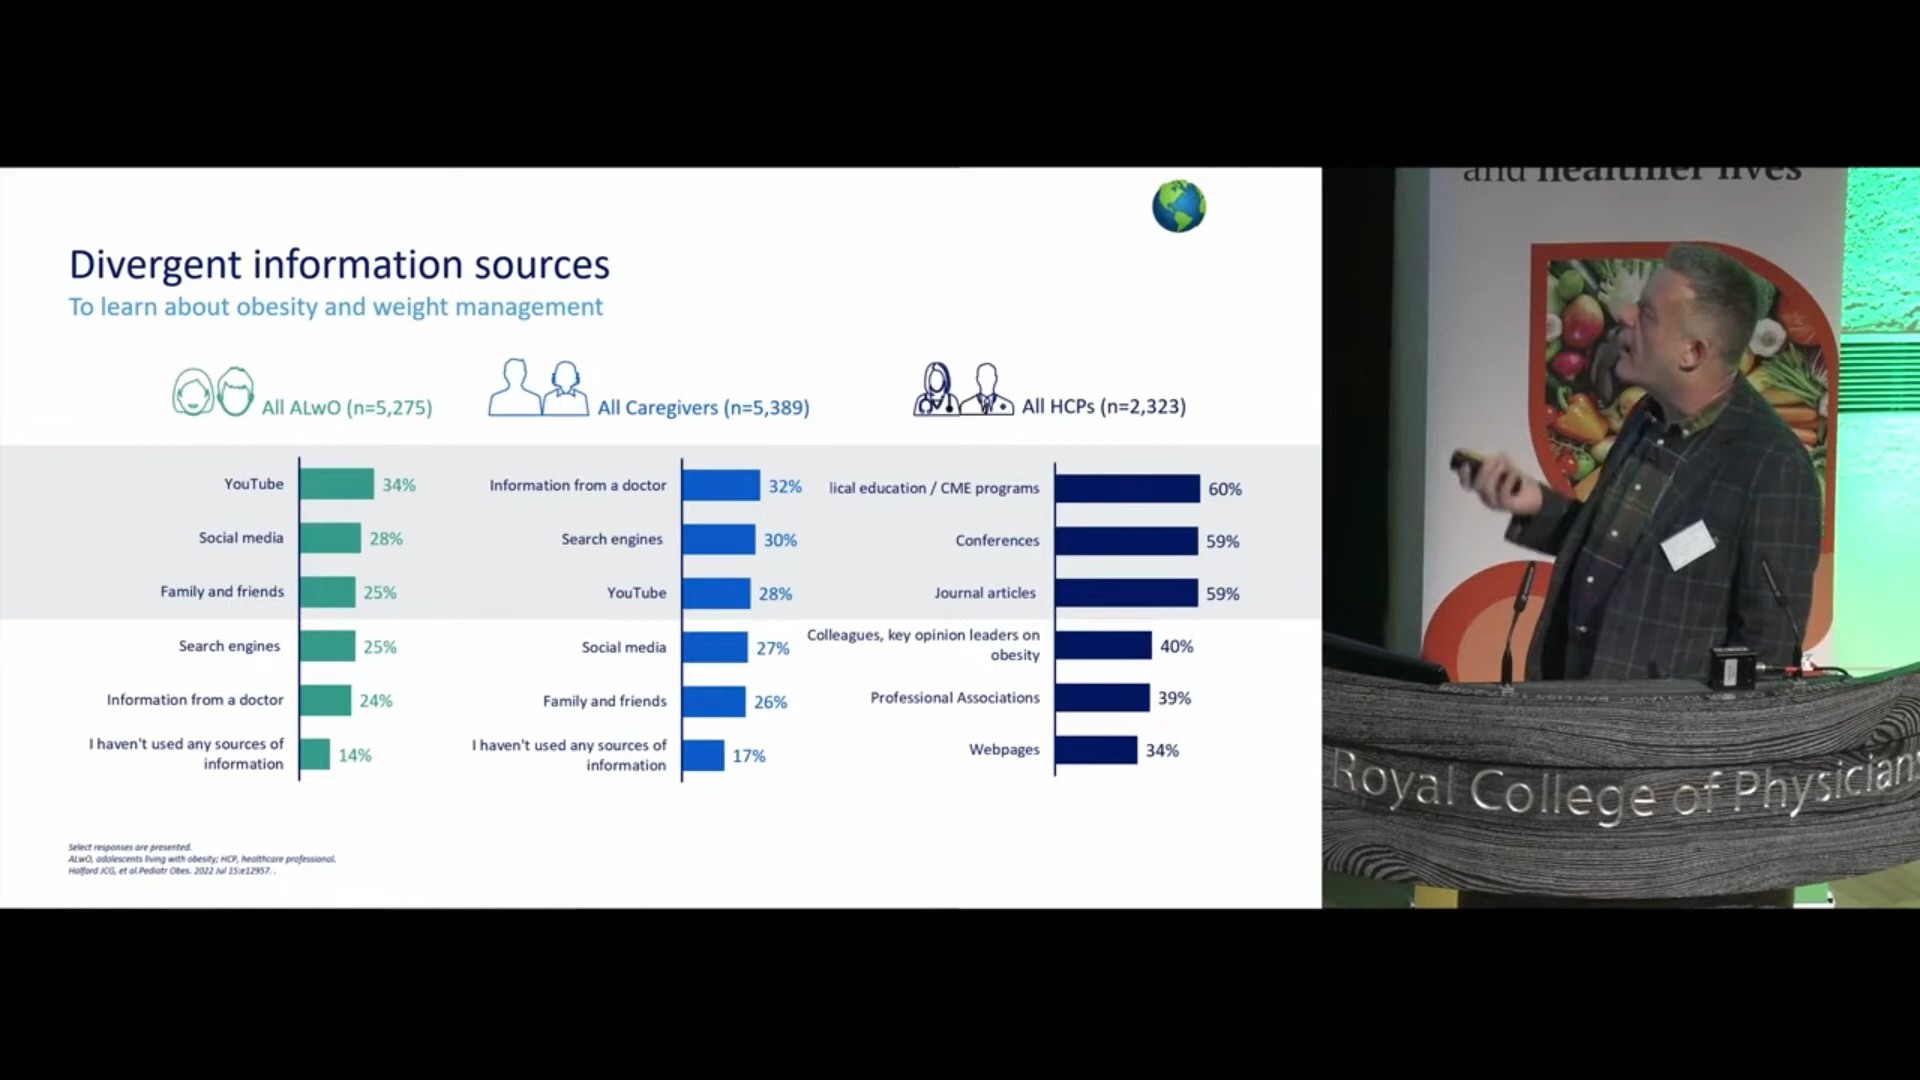 Divergent information sources
To learn about obesity and weight management
All ALwO (n=5,275)
YouTube 34%
Social media 28%
Family and friends 25%
Search engines 25%
Information from a doctor 24%
I haven't used any sources of
information 14%
All Caregivers (n=5,389)
Information from a doctor 32%
Search engines 30%
YouTube 28%
Social media 27%
Family and friends 26%
I haven't used any sources of
information 17%
All HCPs (n=2,323)
lical education / CME programs 60%
Conferences 59%
Journal articles 59%
Colleagues, key opinion leaders on
obesity 40%
Professional Associations 39%
Webpages 34%
Select responses are presented.
ALwO, adolescents living with obesity; HCP, healthcare professional.
Halford JCG, et al.Pediatr Obes. 2022 Jul 15:e12957. .
and healthier lives
Royal College of Physician